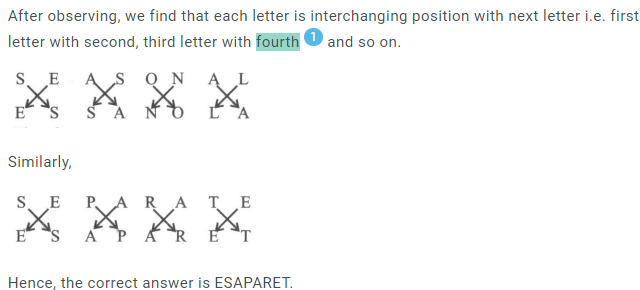 After observing, we find that each letter is interchanging position with next letter i.e. first
letter with second, third letter with fourth 1 and so on.
S E A S O N A L
E S S A N O L A
Similarly,
S E P A R A T E
E S A P A R E T
Hence, the correct answer is ESAPARET.